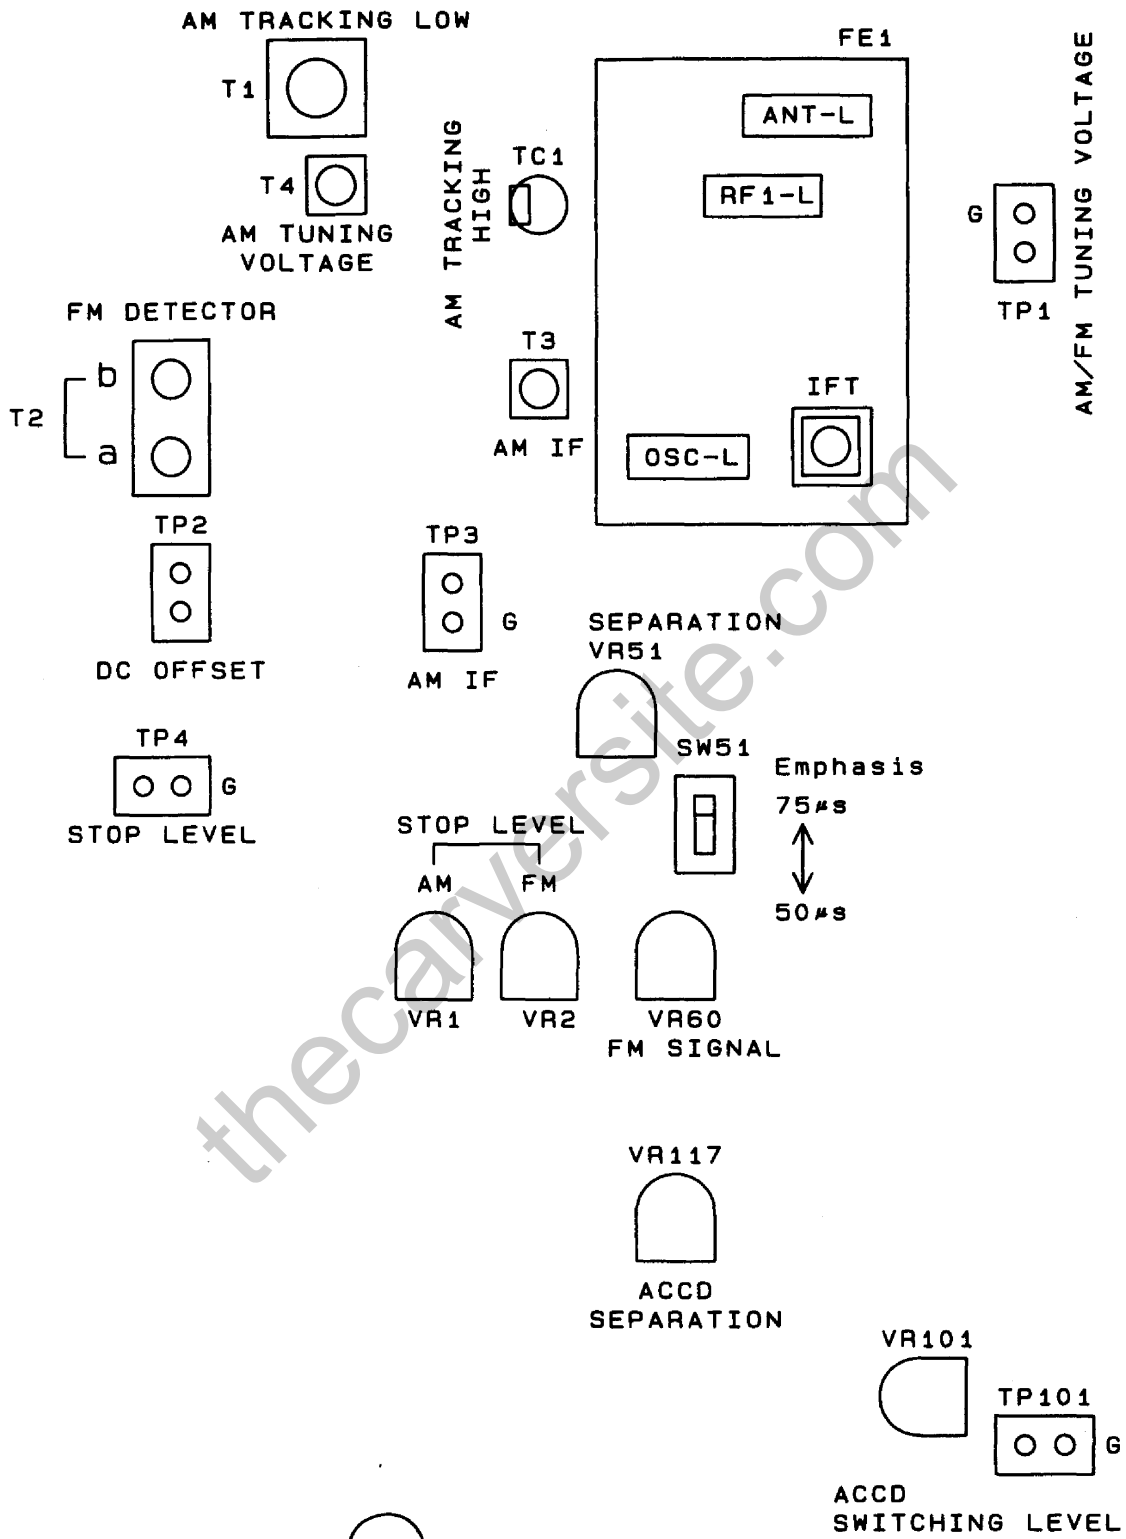 AM TRACKING LOW
T1
T4
AM TUNING
VOLTAGE
AM TRACKING
HIGH
TC1
FE1
ANT-L
RF1-L
G
TP1
AM/FM TUNING VOLTAGE
FM DETECTOR
T2
b
a
T3
AM IF
IFT
OSC-L
TP2
DC OFFSET
TP3
G
AM IF
SEPARATION
VR51
TP4
G
STOP LEVEL
SW51
Emphasis
75µs
50µs
STOP LEVEL
AM FM
VR1 VR2
VR60
FM SIGNAL
VR117
ACCD
SEPARATION
VR101
TP101
G
ACCD
SWITCHING LEVEL
thecarversite.com